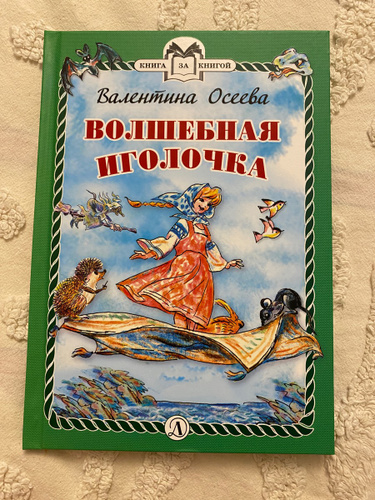 КНИГА ЗА КНИГОЙ
Валентина Осеева
ВОЛШЕБНАЯ
ИГОЛОЧКА
Д